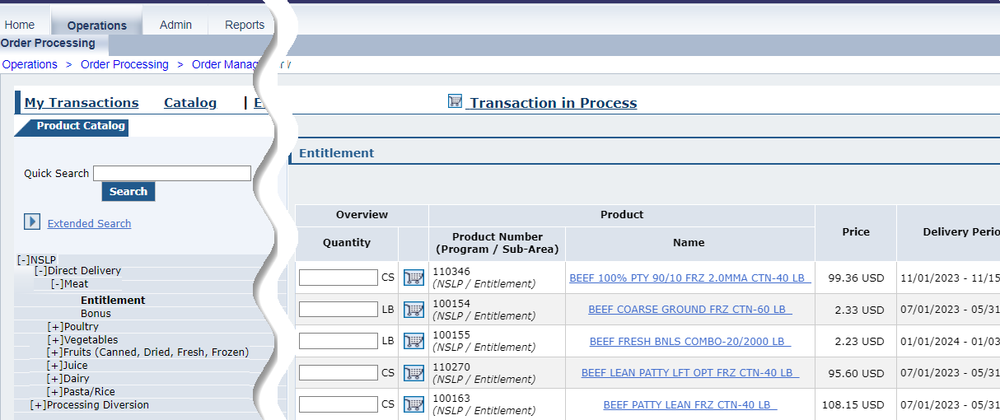 Home Operations Admin Reports
Order Processing
Operations > Order Processing > Order
My Transactions Catalog | Transaction in Process
Product Catalog
Entitlement
Quick Search
Search
Extended Search
[-]NSLP
[-]Direct Delivery
[-]Meat
Entitlement
Bonus
[+]Poultry
[+]Vegetables
[+]Fruits (Canned, Dried, Fresh, Frozen)
[+]Juice
[+]Dairy
[+]Pasta/Rice
[+]Processing Diversion
Overview Product Price Delivery
Quantity Product Number (Program / Sub-Area) Name
CS 110346 BEEF 100% PTY 90/10 FRZ 2.0MMA CTN-40 LB 99.36 USD 11/01/2023 - 11/15
(NSLP / Entitlement)
LB 100154 BEEF COARSE GROUND FRZ CTN-60 LB 2.33 USD 07/01/2023 - 05/31
(NSLP / Entitlement)
LB 100155 BEEF FRESH BNLS COMBO-20/2000 LB 2.23 USD 01/01/2024 - 01/03
(NSLP / Entitlement)
CS 110270 BEEF LEAN PATTY LFT OPT FRZ CTN-40 LB 95.60 USD 07/01/2023 - 05/31
(NSLP / Entitlement)
CS 100163 BEEF PATTY LEAN FRZ CTN-40 LB 108.15 USD 07/01/2023 - 05/31
(NSLP / Entitlement)